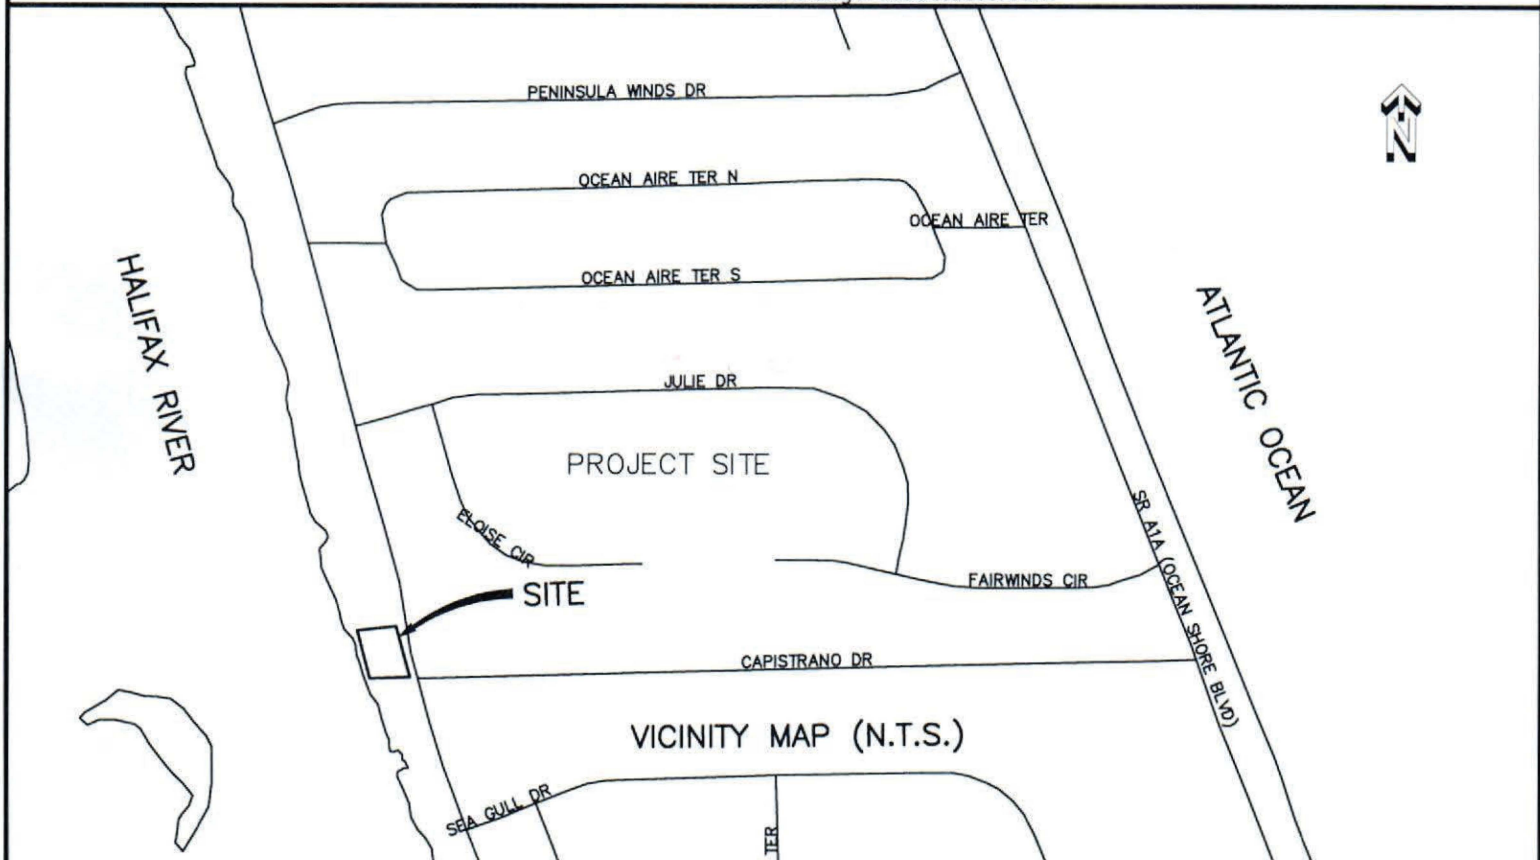 PENINSULA WINDS DR
N
OCEAN AIRE TER N
OCEAN AIRE TER
OCEAN AIRE TER S
HALIFAX RIVER
ATLANTIC OCEAN
JULIE DR
PROJECT SITE
ELOISE CIR
SR A1A (OCEAN SHORE BLVD)
FAIRWINDS CIR
SITE
CAPISTRANO DR
VICINITY MAP (N.T.S.)
SEA GULL DR
TER